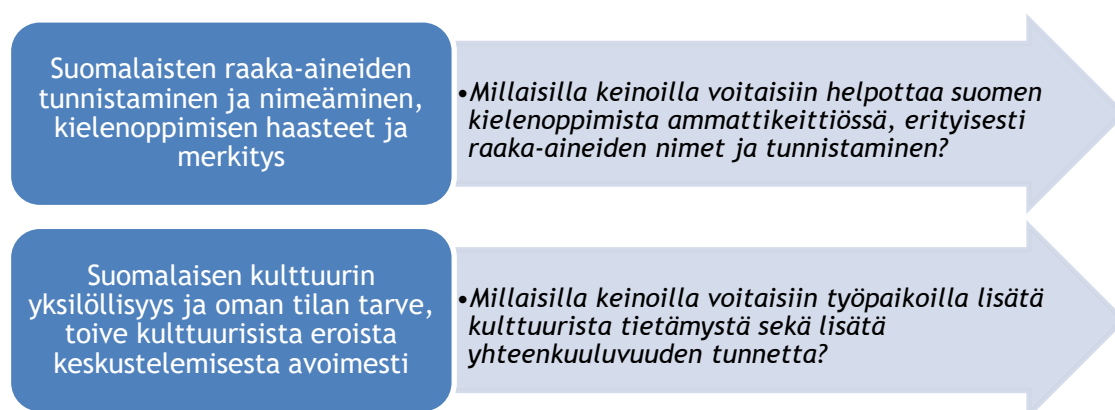 Suomalaisten raaka-aineiden
tunnistaminen ja nimeäminen,
kielenoppimisen haasteet ja
merkitys
•Millaisilla keinoilla voitaisiin helpottaa suomen
kielenoppimista ammattikeittiössä, erityisesti
raaka-aineiden nimet ja tunnistaminen?
Suomalaisen kulttuurin
yksilöllisyys ja oman tilan tarve,
toive kulttuurisista eroista
keskustelemisesta avoimesti
•Millaisilla keinoilla voitaisiin työpaikoilla lisätä
kulttuurista tietämystä sekä lisätä
yhteenkuuluvuuden tunnetta?